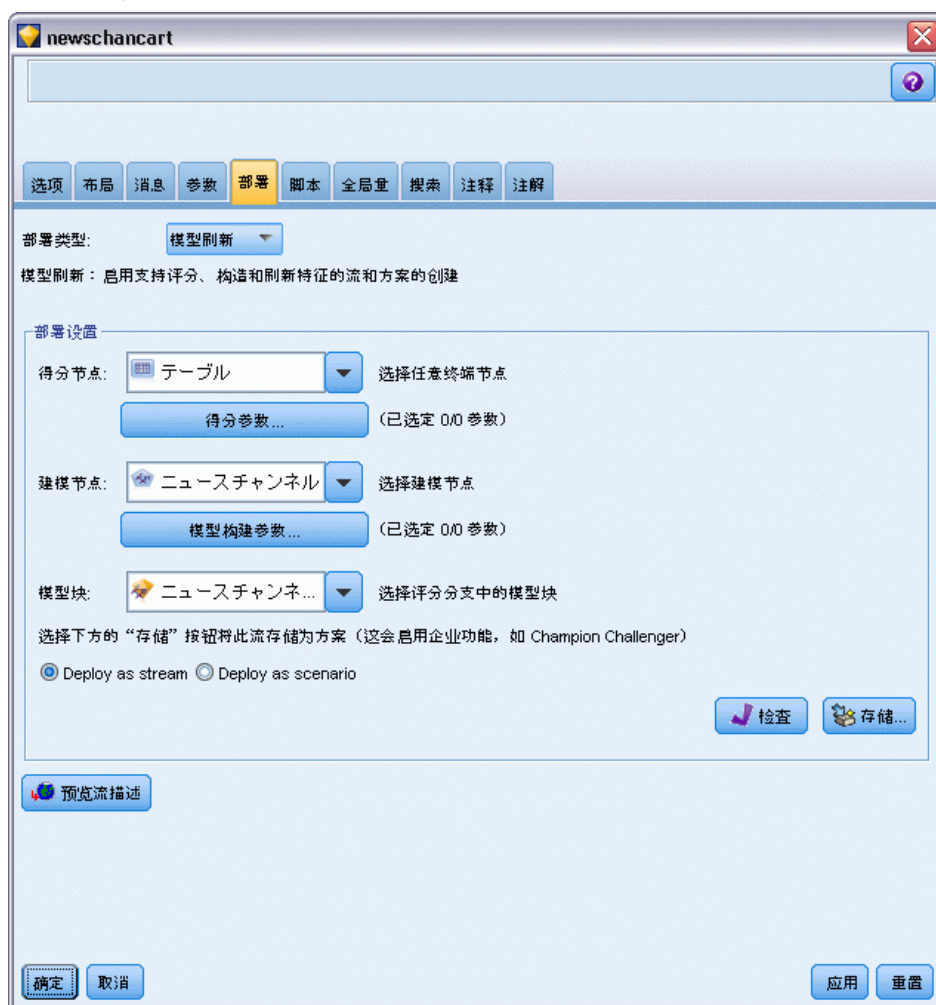 newschancart
选项 布局 消息 参数 部署 脚本 全局量 搜索 注释 注解
部署类型: 模型刷新
模型刷新：启用支持评分、构造和刷新特征的流和方案的创建
部署设置
得分节点: テーブル 选择任意终端节点
得分参数... (已选定 0/0 参数)
建模节点: ニュースチャンネル 选择建模节点
模型构建参数... (已选定 0/0 参数)
模型块: ニュースチャンネ... 选择评分分支中的模型块
选择下方的“存储”按钮将此流存储为方案（这会启用企业功能，如 Champion Challenger）
Deploy as stream Deploy as scenario
检查 存储...
预览流描述
确定 取消 应用 重置